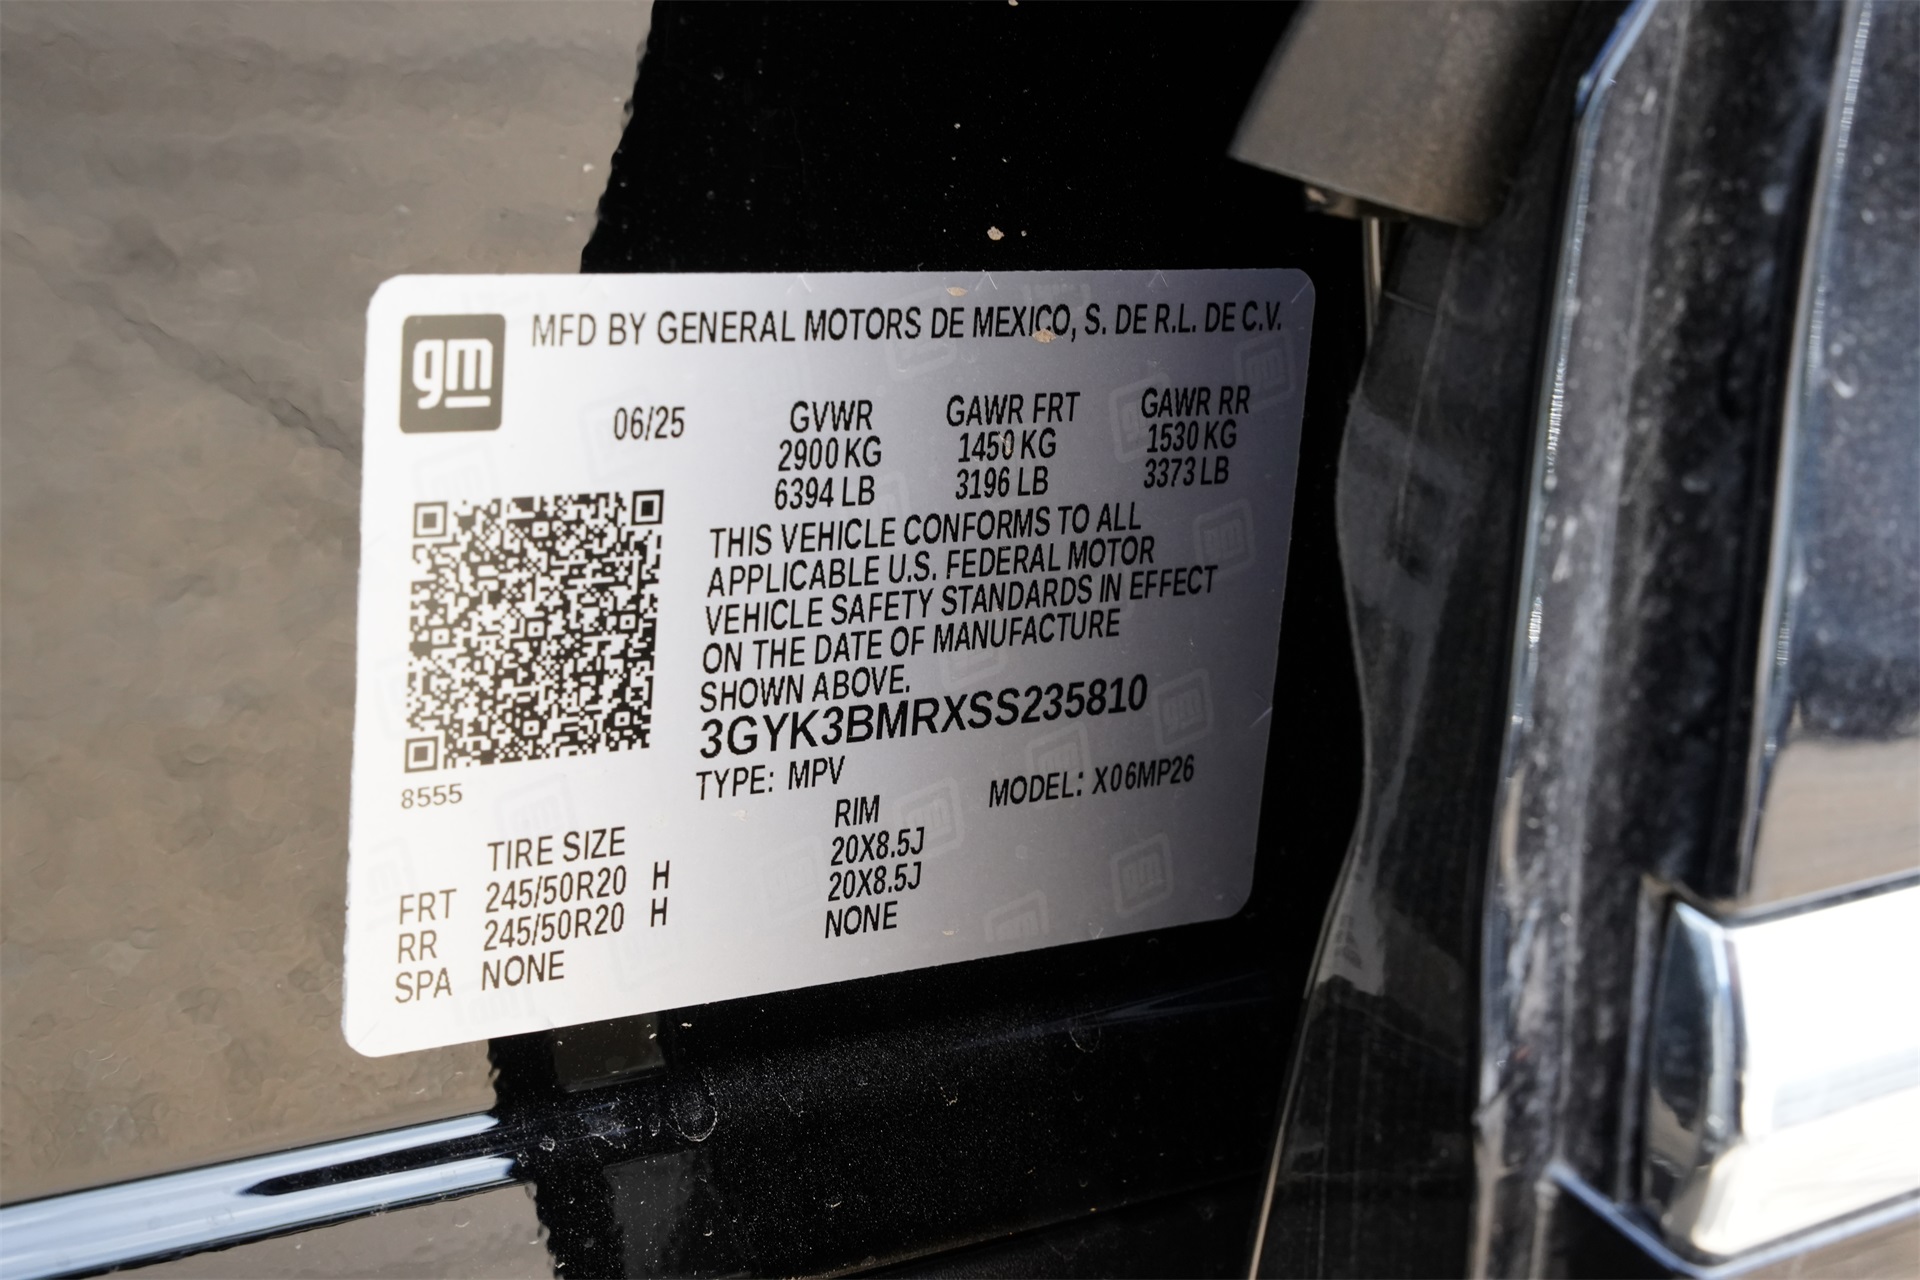 gm
MFD BY GENERAL MOTORS DE MEXICO, S. DE R.L. DE C.V.
06/25 GVWR GAWR FRT GAWR RR
2900 KG 1450 KG 1530 KG
6394 LB 3196 LB 3373 LB
THIS VEHICLE CONFORMS TO ALL
APPLICABLE U.S. FEDERAL MOTOR
VEHICLE SAFETY STANDARDS IN EFFECT
ON THE DATE OF MANUFACTURE
SHOWN ABOVE.
3GYK3BMRXSS235810
TYPE: MPV MODEL: X06MP26
8555
TIRE SIZE RIM
FRT 245/50R20 H 20X8.5J
RR 245/50R20 H 20X8.5J
SPA NONE NONE